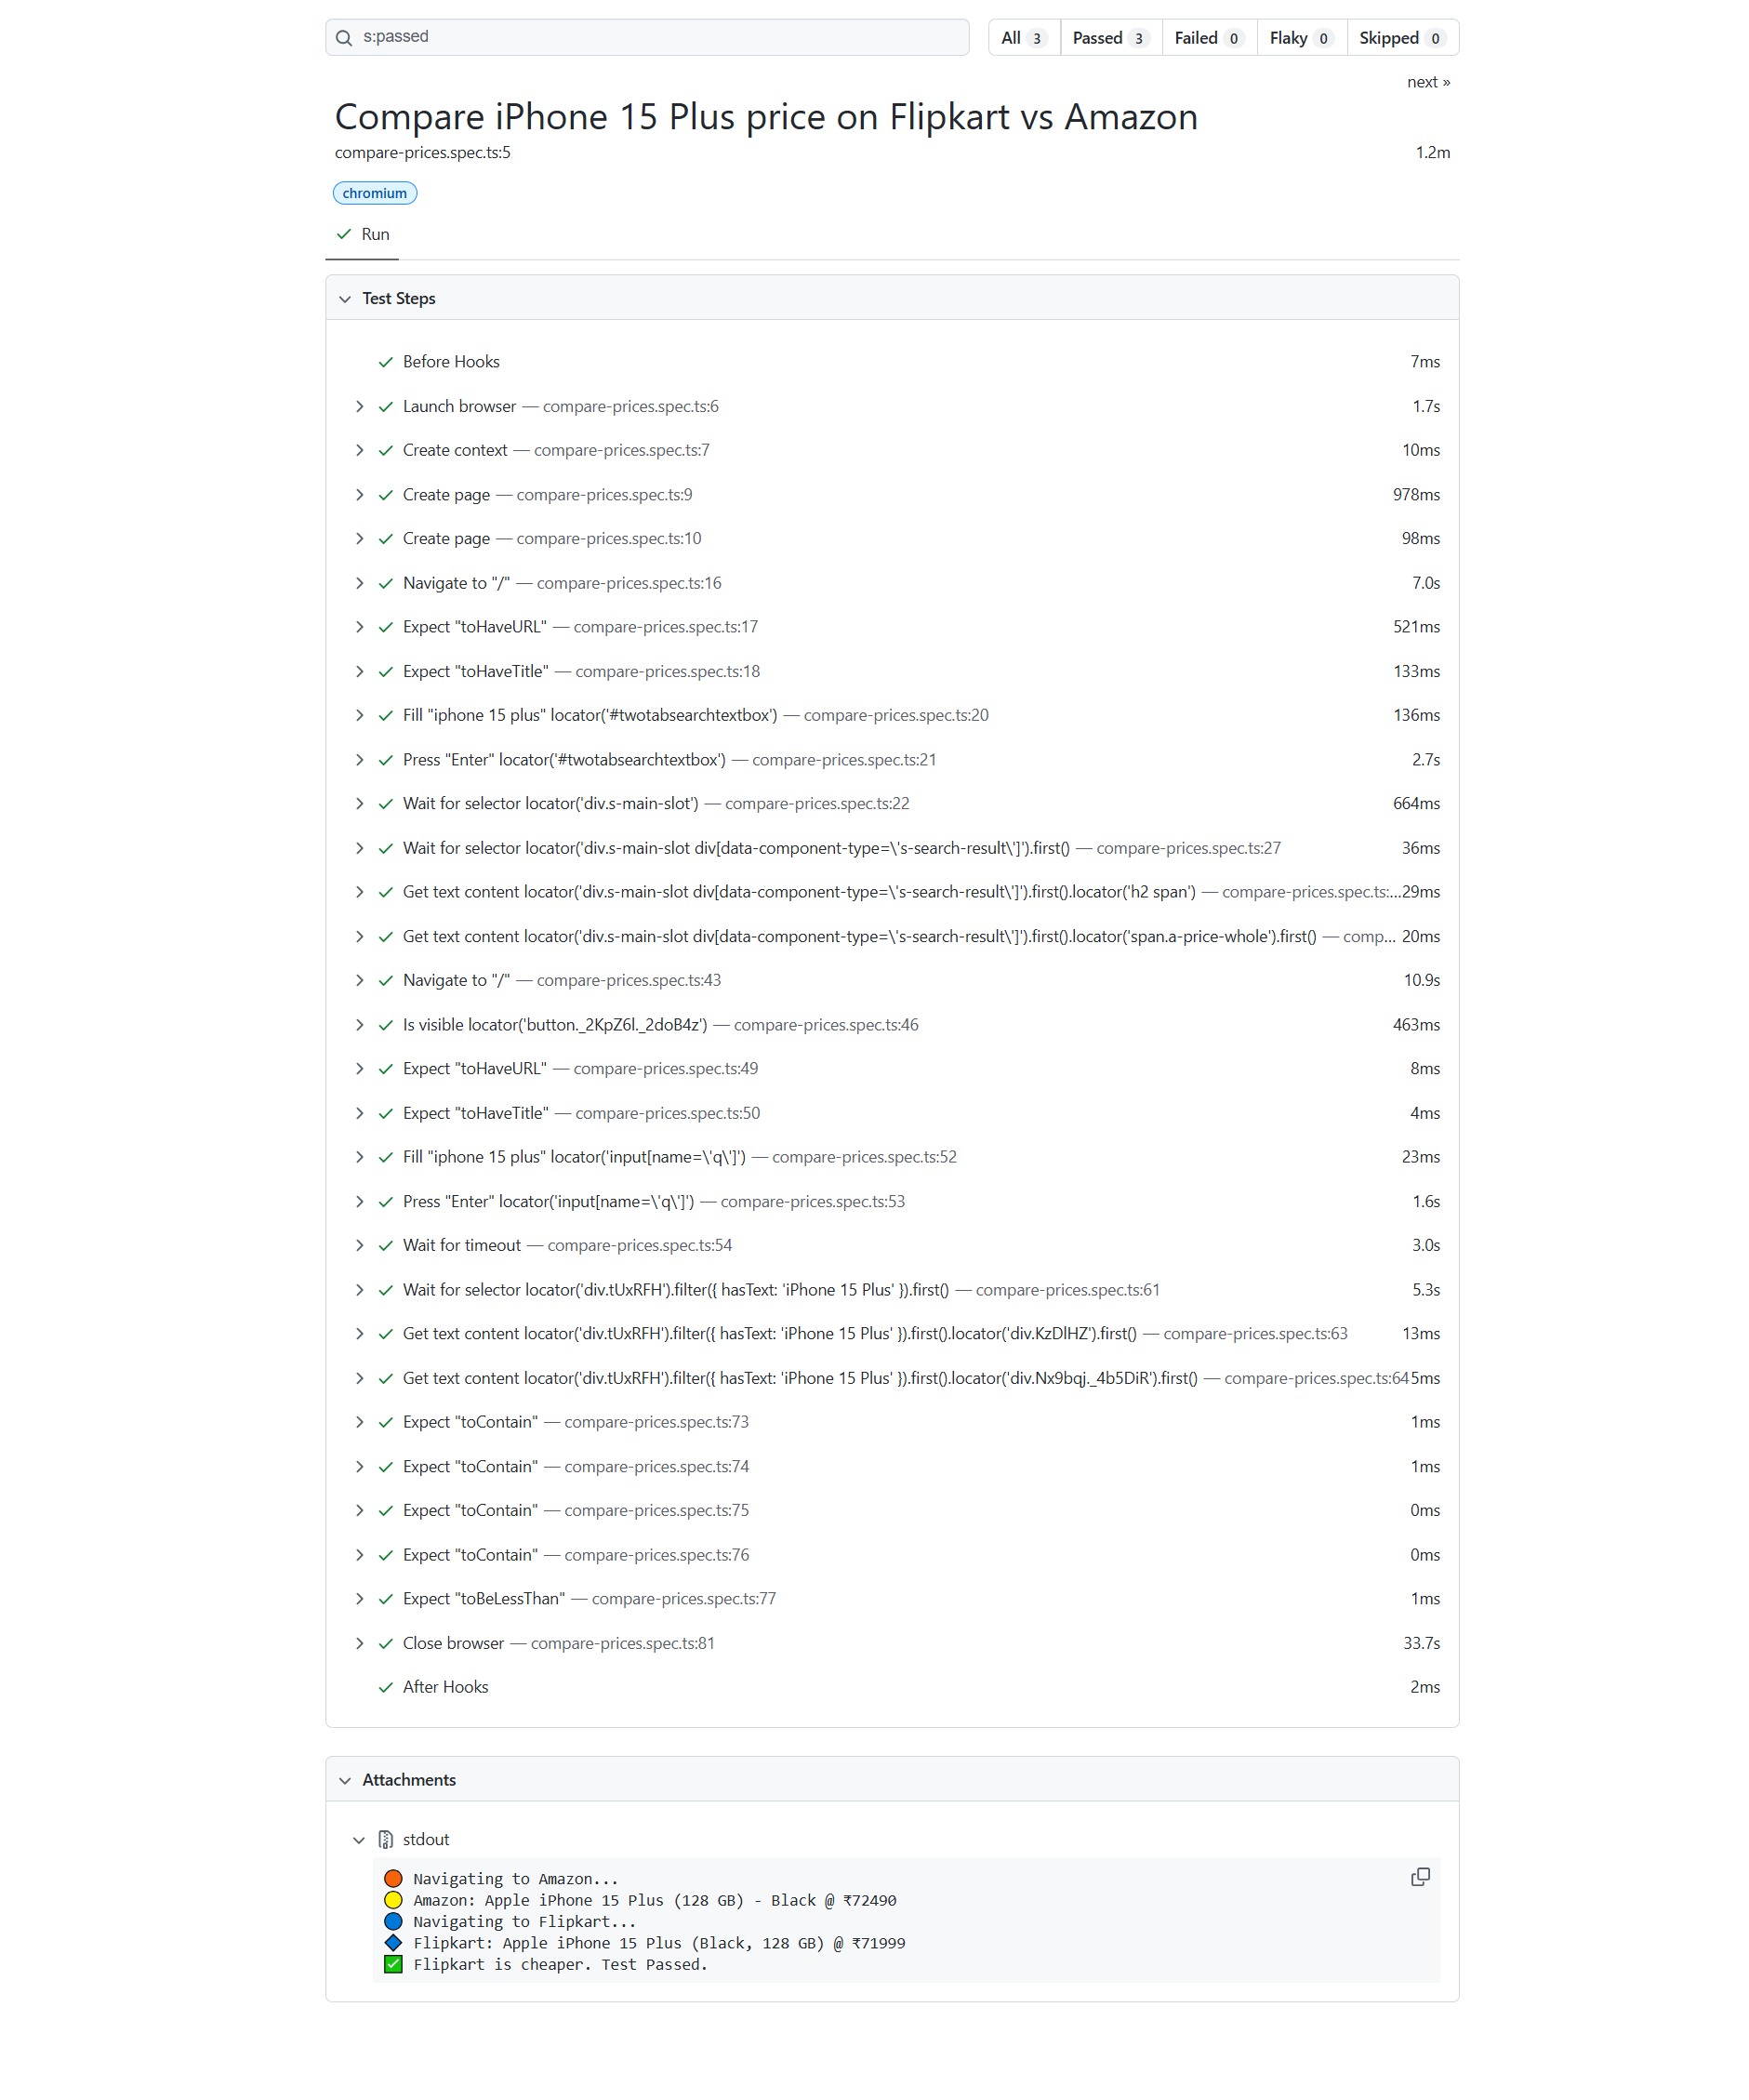 s:passed
All 3 Passed 3 Failed 0 Flaky 0 Skipped 0
next »
Compare iPhone 15 Plus price on Flipkart vs Amazon
compare-prices.spec.ts:5 1.2m
chromium
Run
Test Steps
Before Hooks 7ms
Launch browser — compare-prices.spec.ts:6 1.7s
Create context — compare-prices.spec.ts:7 10ms
Create page — compare-prices.spec.ts:9 978ms
Create page — compare-prices.spec.ts:10 98ms
Navigate to "/" — compare-prices.spec.ts:16 7.0s
Expect "toHaveURL" — compare-prices.spec.ts:17 521ms
Expect "toHaveTitle" — compare-prices.spec.ts:18 133ms
Fill "iphone 15 plus" locator('#twotabsearchtextbox') — compare-prices.spec.ts:20 136ms
Press "Enter" locator('#twotabsearchtextbox') — compare-prices.spec.ts:21 2.7s
Wait for selector locator('div.s-main-slot') — compare-prices.spec.ts:22 664ms
Wait for selector locator('div.s-main-slot div[data-component-type=\'s-search-result\']').first() — compare-prices.spec.ts:27 36ms
Get text content locator('div.s-main-slot div[data-component-type=\'s-search-result\']').first().locator('h2 span') — compare-prices.spec.ts:... 29ms
Get text content locator('div.s-main-slot div[data-component-type=\'s-search-result\']').first().locator('span.a-price-whole').first() — comp... 20ms
Navigate to "/" — compare-prices.spec.ts:43 10.9s
Is visible locator('button._2KpZ6l._2doB4z') — compare-prices.spec.ts:46 463ms
Expect "toHaveURL" — compare-prices.spec.ts:49 8ms
Expect "toHaveTitle" — compare-prices.spec.ts:50 4ms
Fill "iphone 15 plus" locator('input[name=\'q\']') — compare-prices.spec.ts:52 23ms
Press "Enter" locator('input[name=\'q\']') — compare-prices.spec.ts:53 1.6s
Wait for timeout — compare-prices.spec.ts:54 3.0s
Wait for selector locator('div.tUxRFH').filter({ hasText: 'iPhone 15 Plus' }).first() — compare-prices.spec.ts:61 5.3s
Get text content locator('div.tUxRFH').filter({ hasText: 'iPhone 15 Plus' }).first().locator('div.KzDlHZ').first() — compare-prices.spec.ts:63 13ms
Get text content locator('div.tUxRFH').filter({ hasText: 'iPhone 15 Plus' }).first().locator('div.Nx9bqj._4b5DiR').first() — compare-prices.spec.ts:64 5ms
Expect "toContain" — compare-prices.spec.ts:73 1ms
Expect "toContain" — compare-prices.spec.ts:74 1ms
Expect "toContain" — compare-prices.spec.ts:75 0ms
Expect "toContain" — compare-prices.spec.ts:76 0ms
Expect "toBeLessThan" — compare-prices.spec.ts:77 1ms
Close browser — compare-prices.spec.ts:81 33.7s
After Hooks 2ms
Attachments
stdout
Navigating to Amazon...
Amazon: Apple iPhone 15 Plus (128 GB) - Black @ ₹72490
Navigating to Flipkart...
Flipkart: Apple iPhone 15 Plus (Black, 128 GB) @ ₹71999
Flipkart is cheaper. Test Passed.